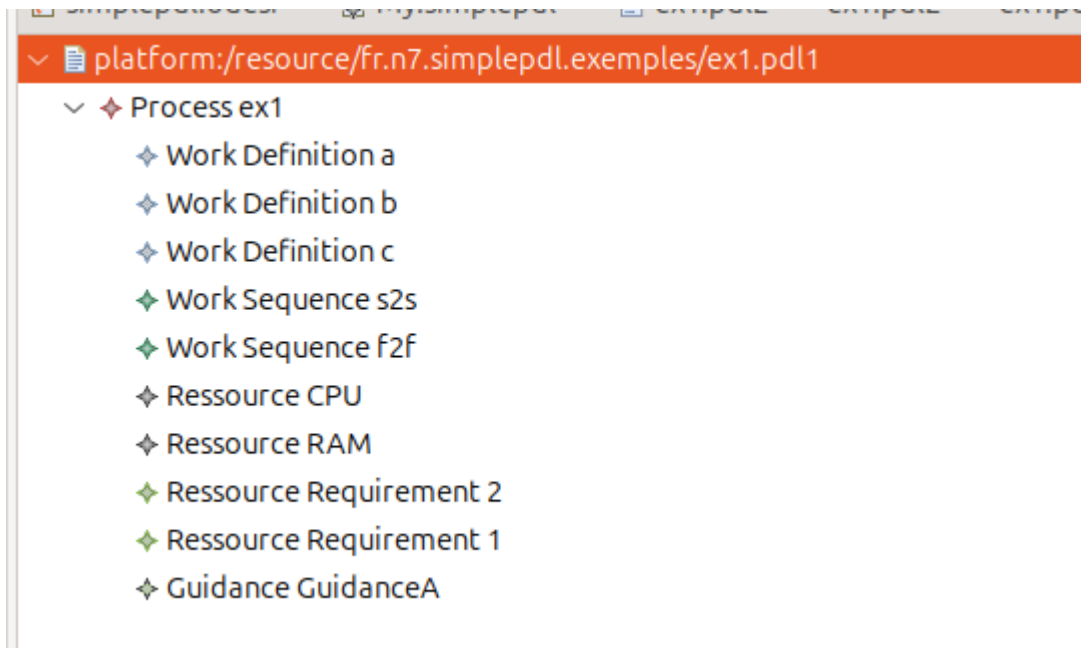 platform:/resource/fr.n7.simplepdl.exemples/ex1.pdl1
Process ex1
Work Definition a
Work Definition b
Work Definition c
Work Sequence s2s
Work Sequence f2f
Ressource CPU
Ressource RAM
Ressource Requirement 2
Ressource Requirement 1
Guidance GuidanceA